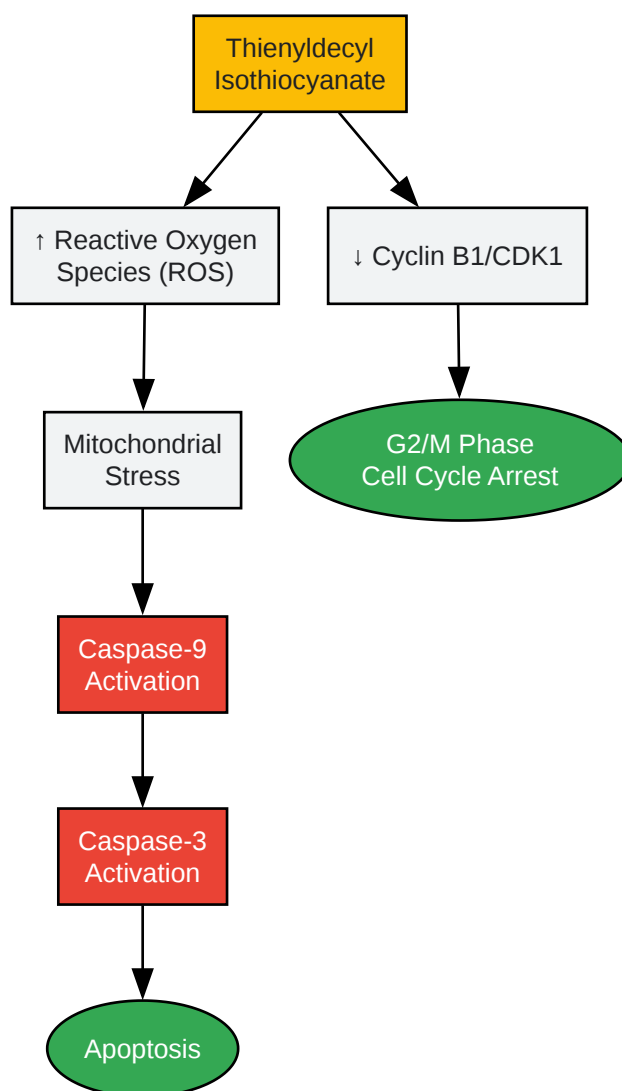 Thienyldecyl
Isothiocyanate
↑ Reactive Oxygen
Species (ROS)
↓ Cyclin B1/CDK1
Mitochondrial
Stress
G2/M Phase
Cell Cycle Arrest
Caspase-9
Activation
Caspase-3
Activation
Apoptosis